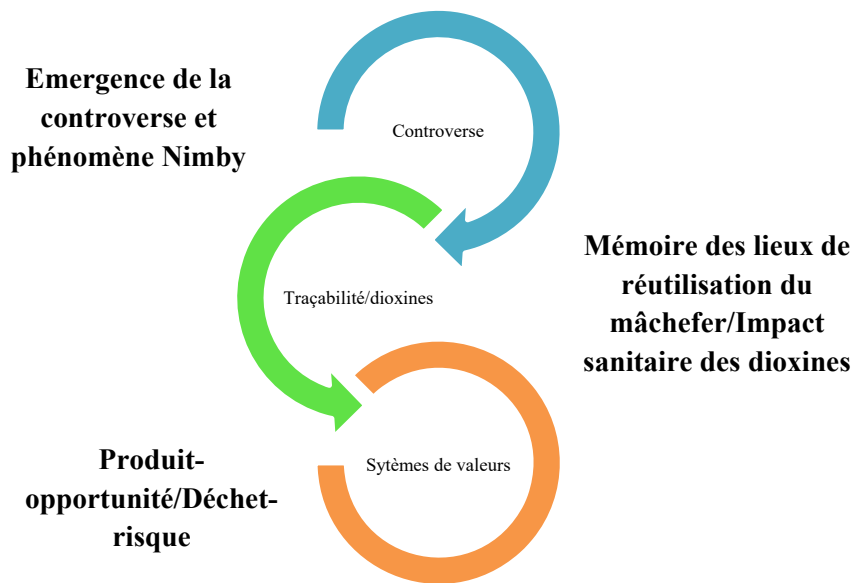 Emergence de la
controverse et
phénomène Nimby
Controverse
Mémoire des lieux de
réutilisation du
mâchefer/Impact
sanitaire des dioxines
Traçabilité/dioxines
Produit-
opportunité/Déchet-
risque
Sytèmes de valeurs